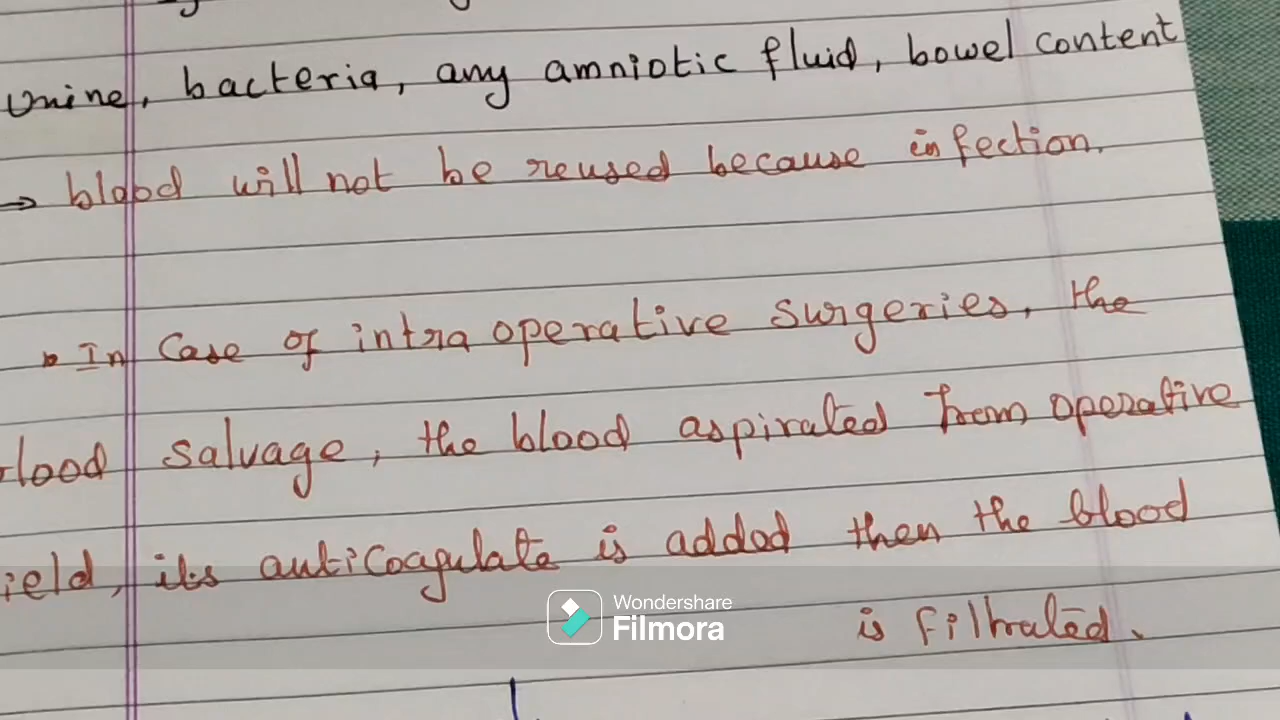 urine, bacteria, any amniotic fluid, bowel content
→ blood will not be reused because infection.
• In Case of intra operative surgeries, the
lood salvage, the blood aspirated from operative
ield, its anticoagulate is added then the blood
is filtrated.
Wondershare
Filmora